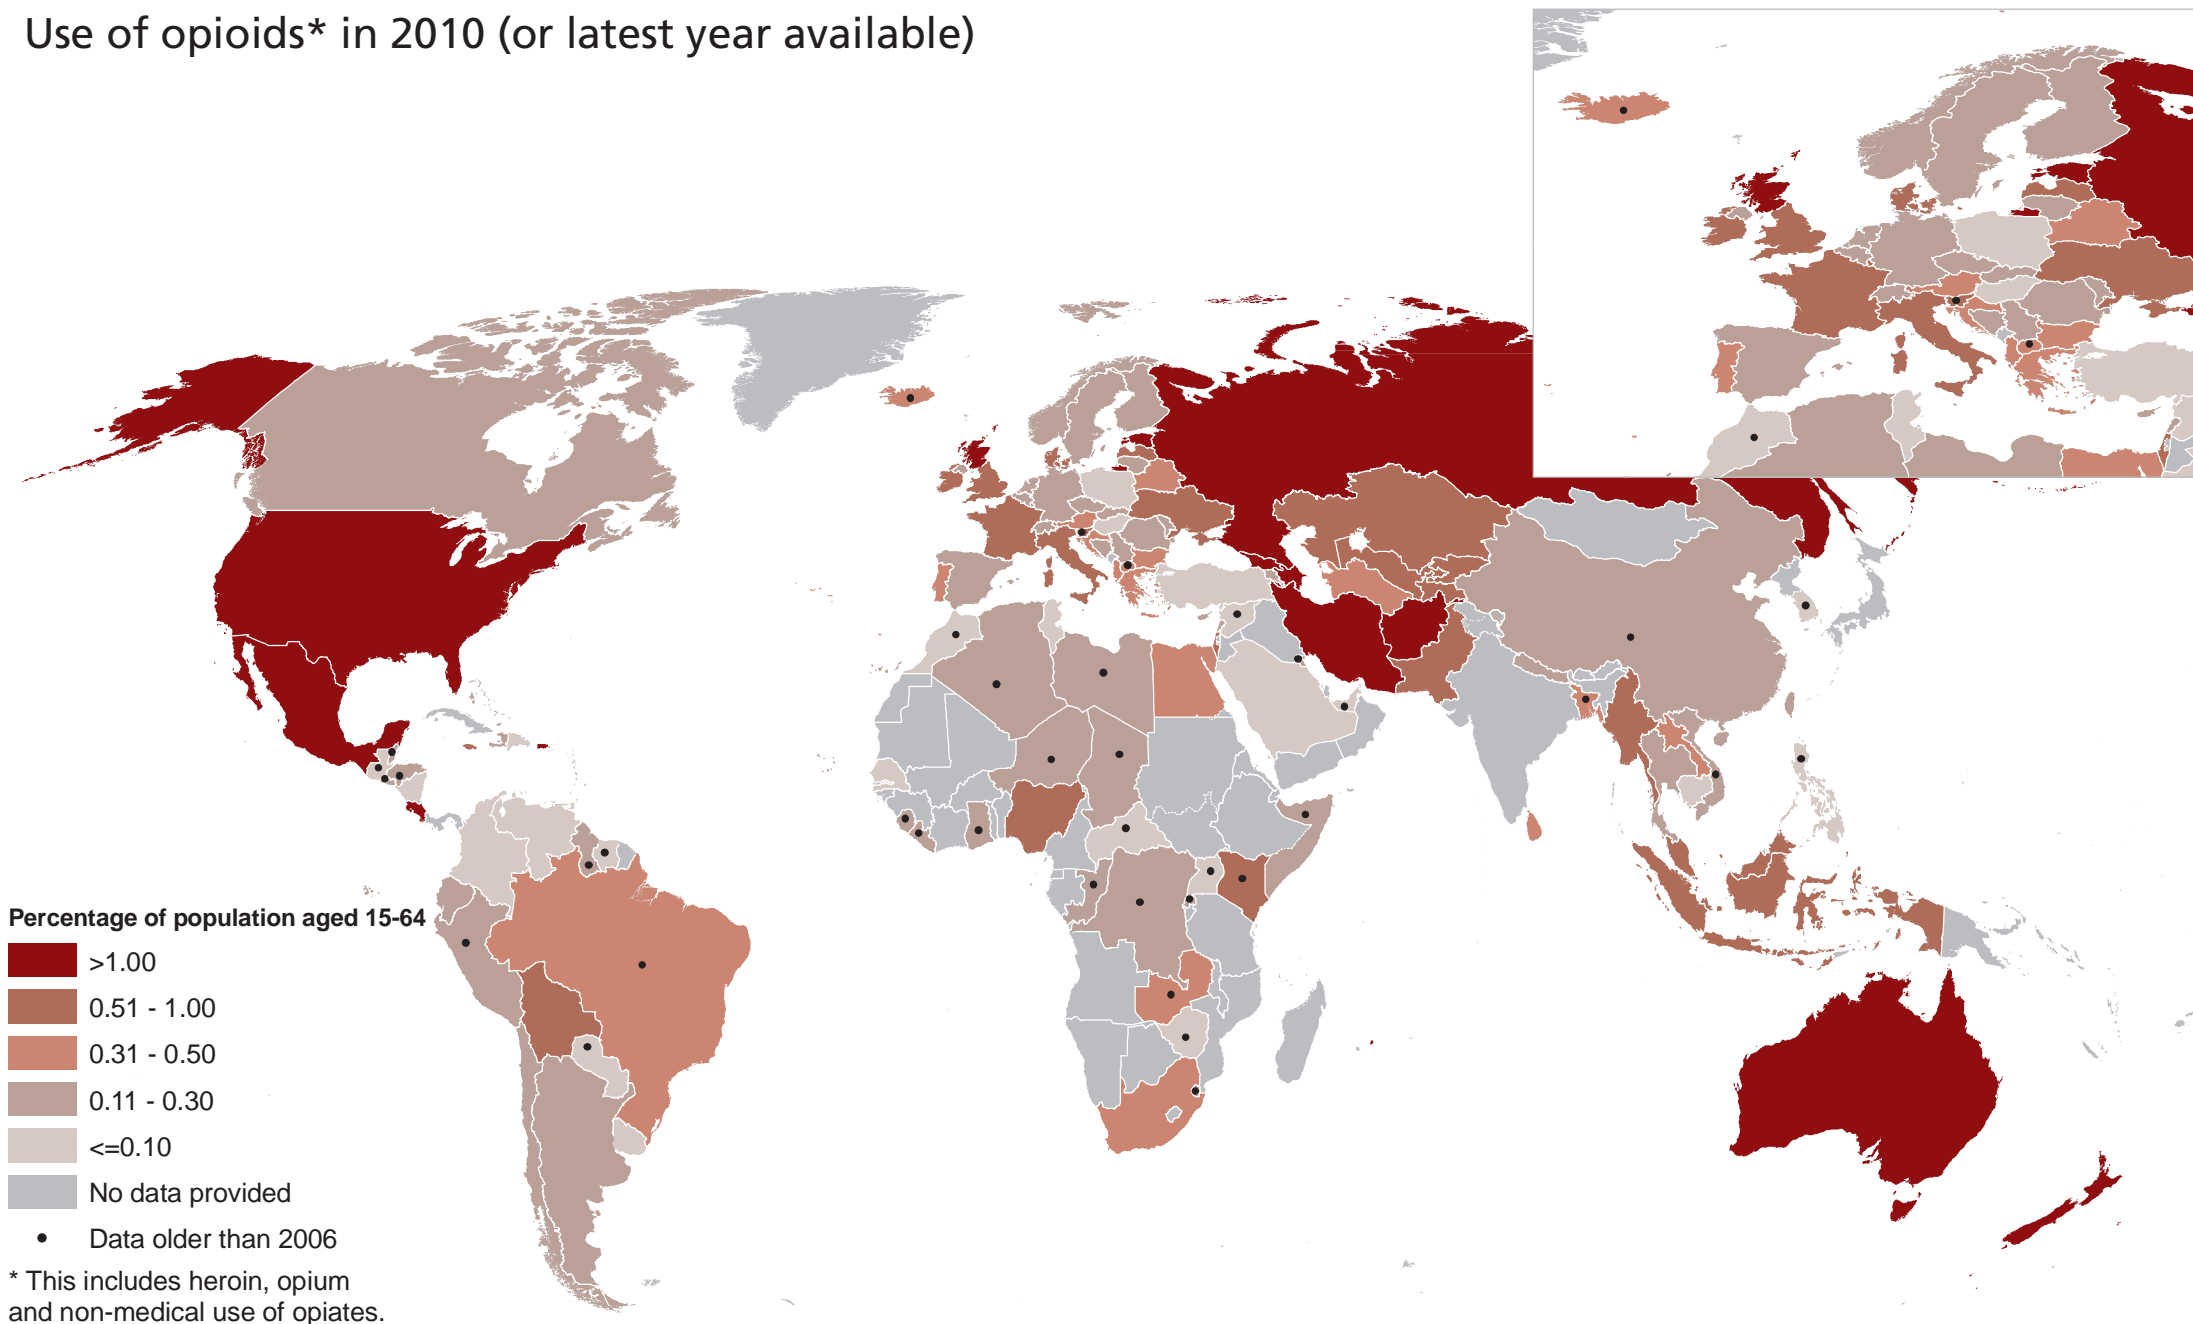 Use of opioids* in 2010 (or latest year available)
Percentage of population aged 15-64
>1.00
0.51 - 1.00
0.31 - 0.50
0.11 - 0.30
<=0.10
No data provided
Data older than 2006
* This includes heroin, opium
and non-medical use of opiates.